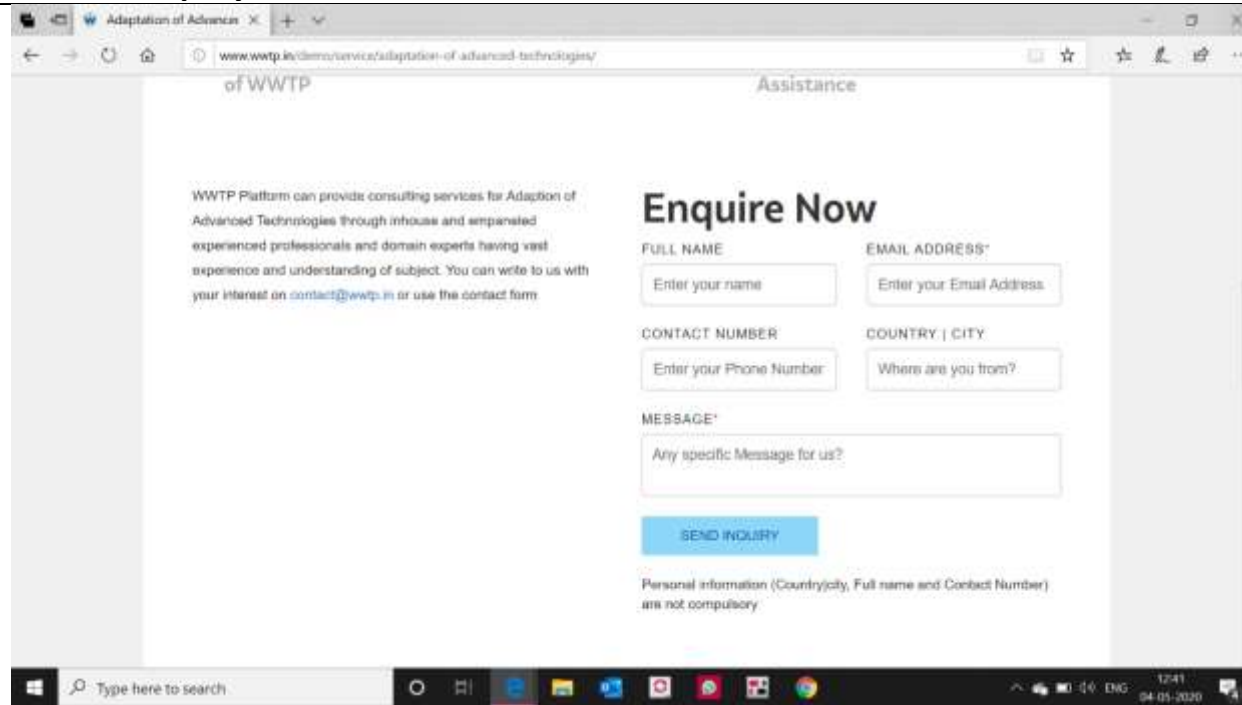 Adaptation of Advancer
www.wwtp.in/demo/service/adaptation-of-advanced-technologies/
of WWTP
Assistance
WWTP Platform can provide consulting services for Adaption of
Advanced Technologies through inhouse and empaneled
experienced professionals and domain experts having vast
experience and understanding of subject. You can write to us with
your interest on contact@wwtp.in or use the contact form
Enquire Now
FULL NAME
EMAIL ADDRESS*
Enter your name
Enter your Email Address
CONTACT NUMBER
COUNTRY | CITY
Enter your Phone Number
Where are you from?
MESSAGE*
Any specific Message for us?
SEND INQUIRY
Personal information (Country|city, Full name and Contact Number)
are not compulsory
Type here to search
ENG
12:41
04-05-2020